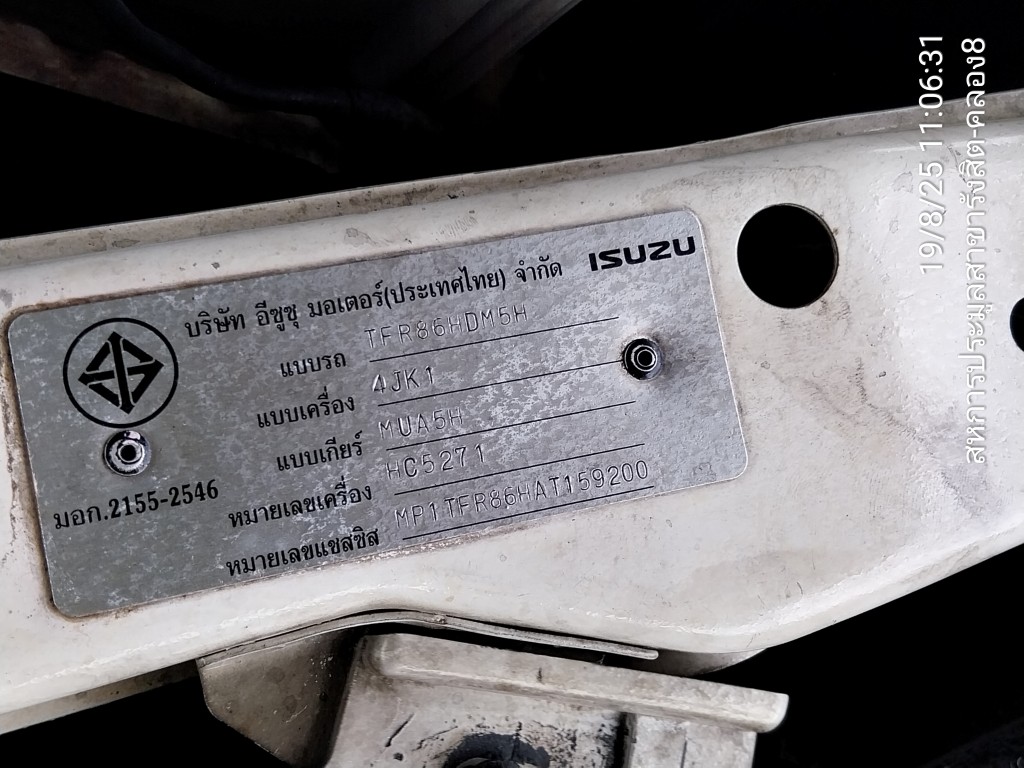 บริษัท อีซูซุ มอเตอร์(ประเทศไทย) จำกัด ISUZU
แบบรถ TFR86HDM5H
แบบเครื่อง 4JK1
แบบเกียร์ MUA5H
หมายเลขเครื่อง HC5271
หมายเลขแชสซิส MP1TFR86HAT159200
มอก.2155-2546
19/8/25 11:06:31
สหการประมูลสาขารังสิต-คลอง8